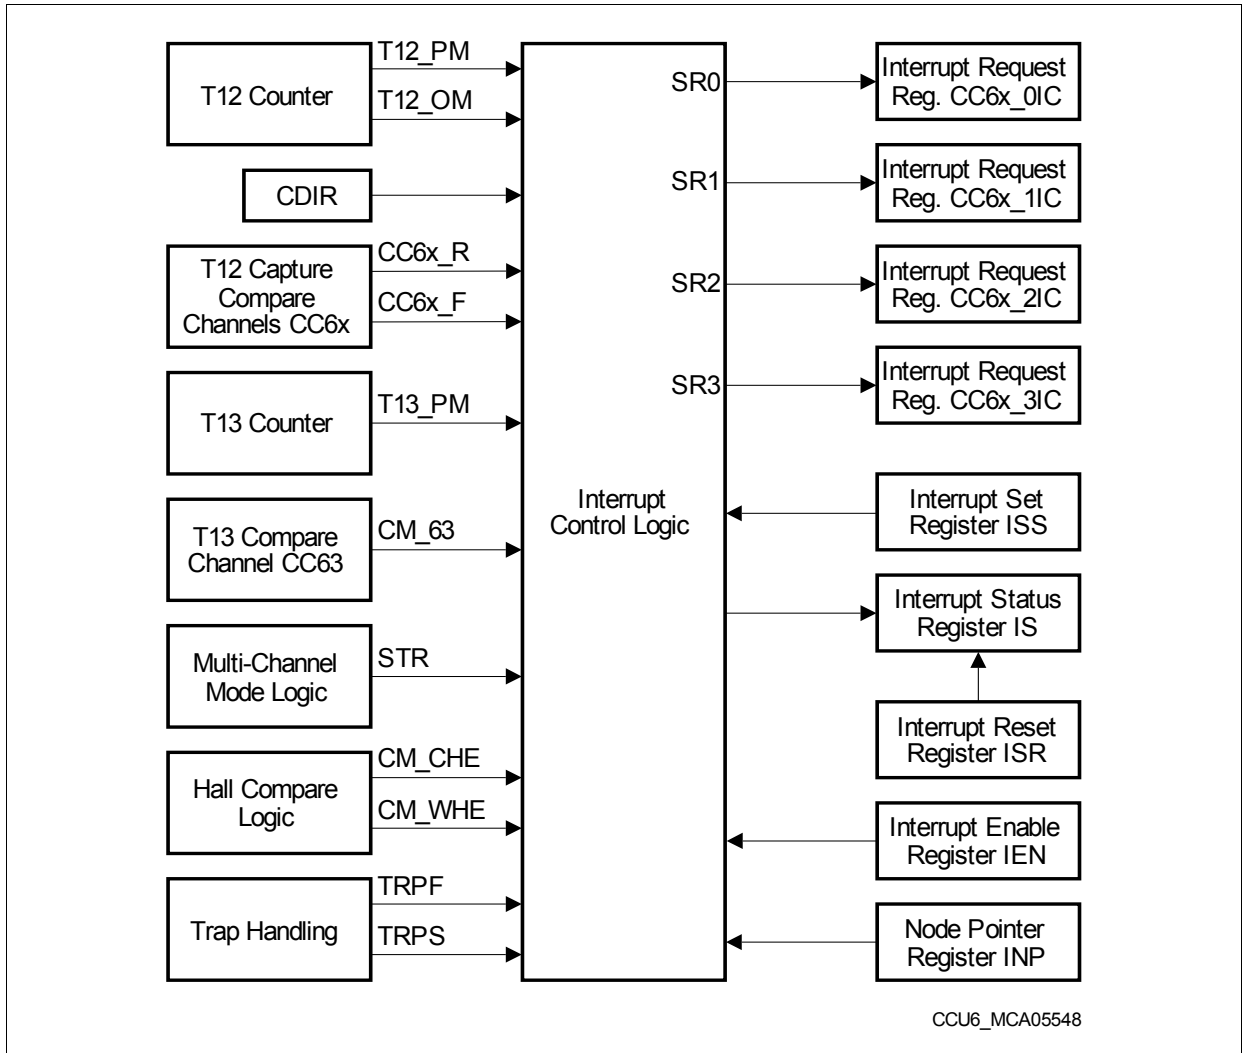 T12 Counter
T12_PM
T12_OM
CDIR
T12 Capture
Compare
Channels CC6x
CC6x_R
CC6x_F
T13 Counter
T13_PM
T13 Compare
Channel CC63
CM_63
Multi-Channel
Mode Logic
STR
Hall Compare
Logic
CM_CHE
CM_WHE
Trap Handling
TRPF
TRPS
Interrupt
Control Logic
SR0
SR1
SR2
SR3
Interrupt Request
Reg. CC6x_0IC
Interrupt Request
Reg. CC6x_1IC
Interrupt Request
Reg. CC6x_2IC
Interrupt Request
Reg. CC6x_3IC
Interrupt Set
Register ISS
Interrupt Status
Register IS
Interrupt Reset
Register ISR
Interrupt Enable
Register IEN
Node Pointer
Register INP
CCU6_MCA05548